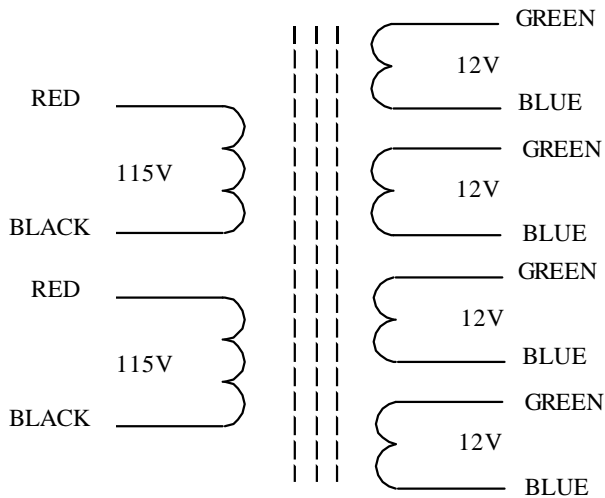 GREEN
12V
BLUE
RED
115V
BLACK
GREEN
12V
BLUE
RED
115V
BLACK
GREEN
12V
BLUE
GREEN
12V
BLUE